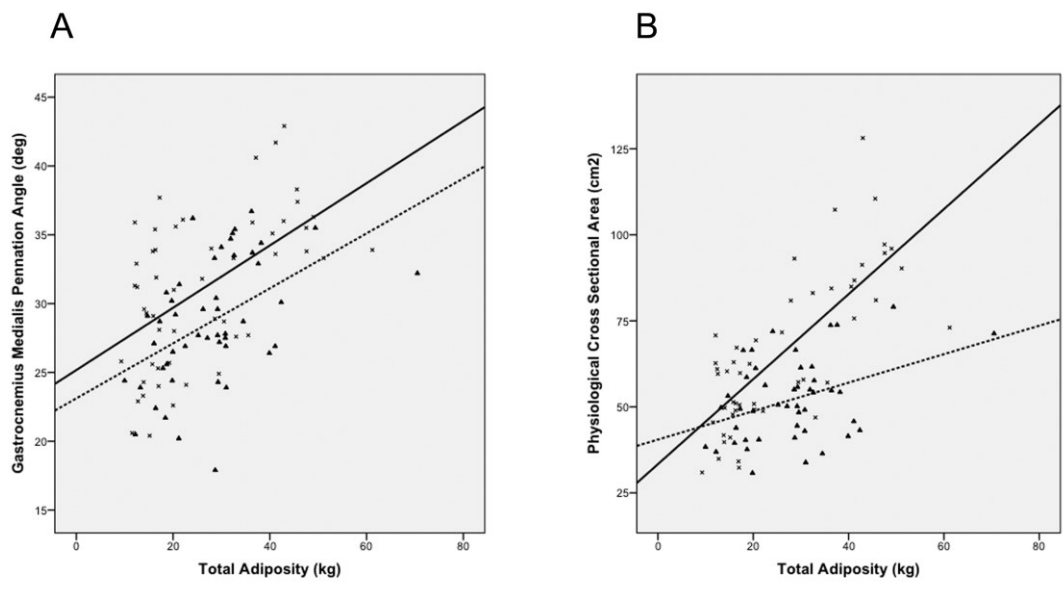 A
B
45
40
35
30
25
20
15
Gastrocnemius Medialis Pennation Angle (deg)
0 20 40 60 80
Total Adiposity (kg)
125
100
75
50
25
Physiological Cross Sectional Area (cm2)
0 20 40 60 80
Total Adiposity (kg)